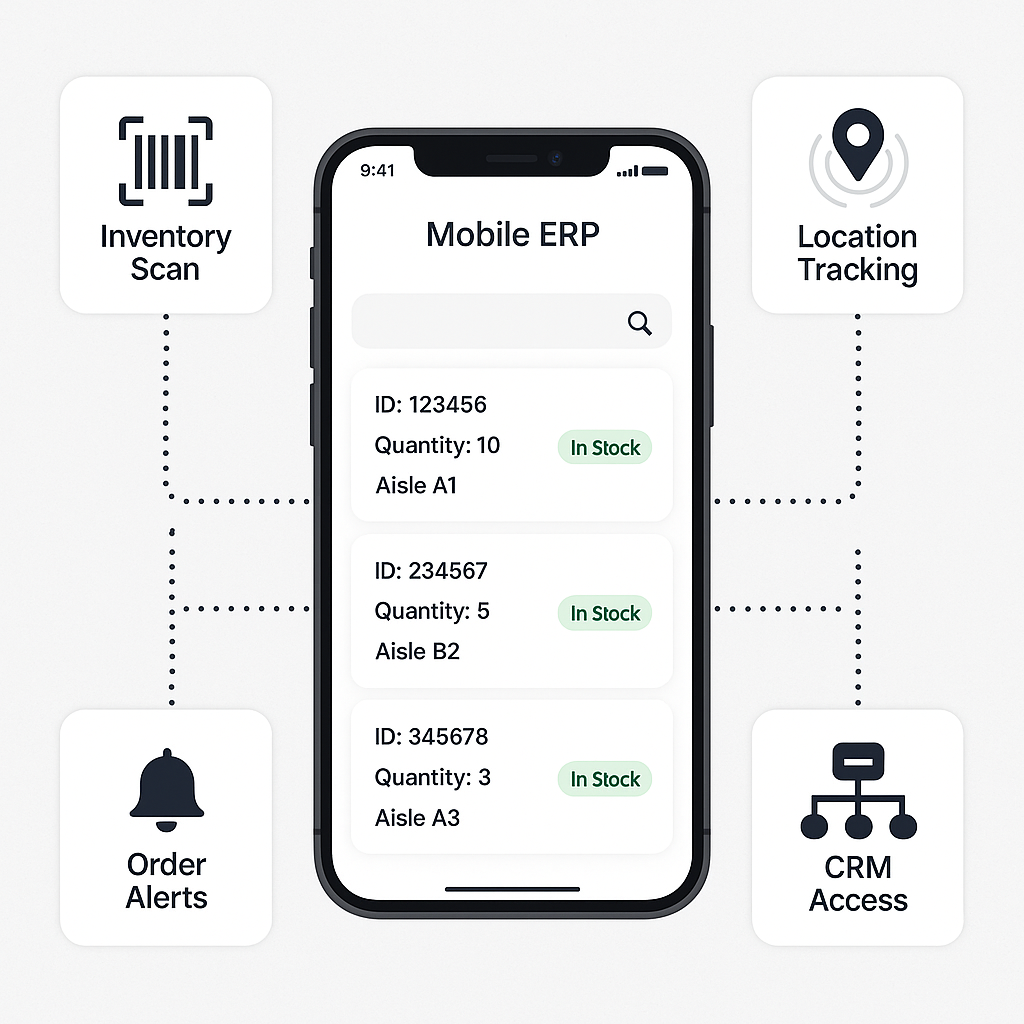 Inventory
Scan
Location
Tracking
9:41
Mobile ERP
ID: 123456
Quantity: 10
In Stock
Aisle A1
ID: 234567
Quantity: 5
In Stock
Aisle B2
ID: 345678
Quantity: 3
In Stock
Aisle A3
Order
Alerts
CRM
Access